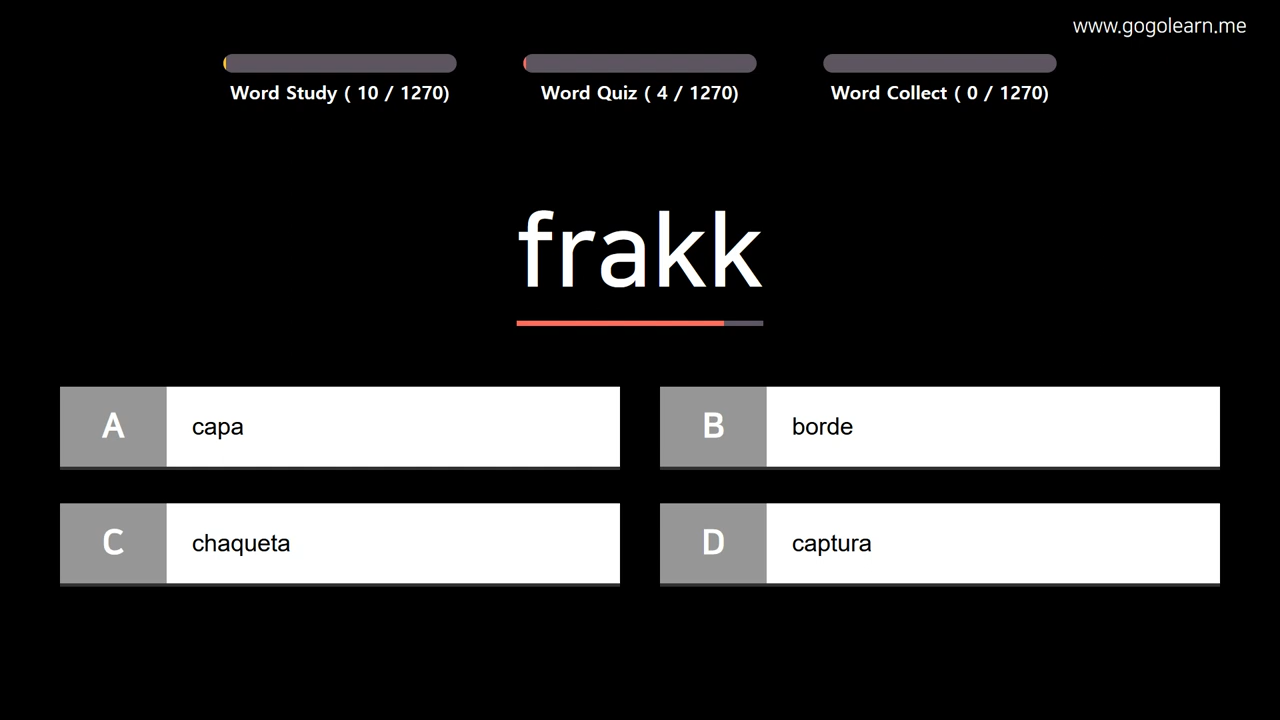 www.gogolearn.me
Word Study ( 10 / 1270)
Word Quiz ( 4 / 1270)
Word Collect ( 0 / 1270)
frakk
A capa
B borde
C chaqueta
D captura